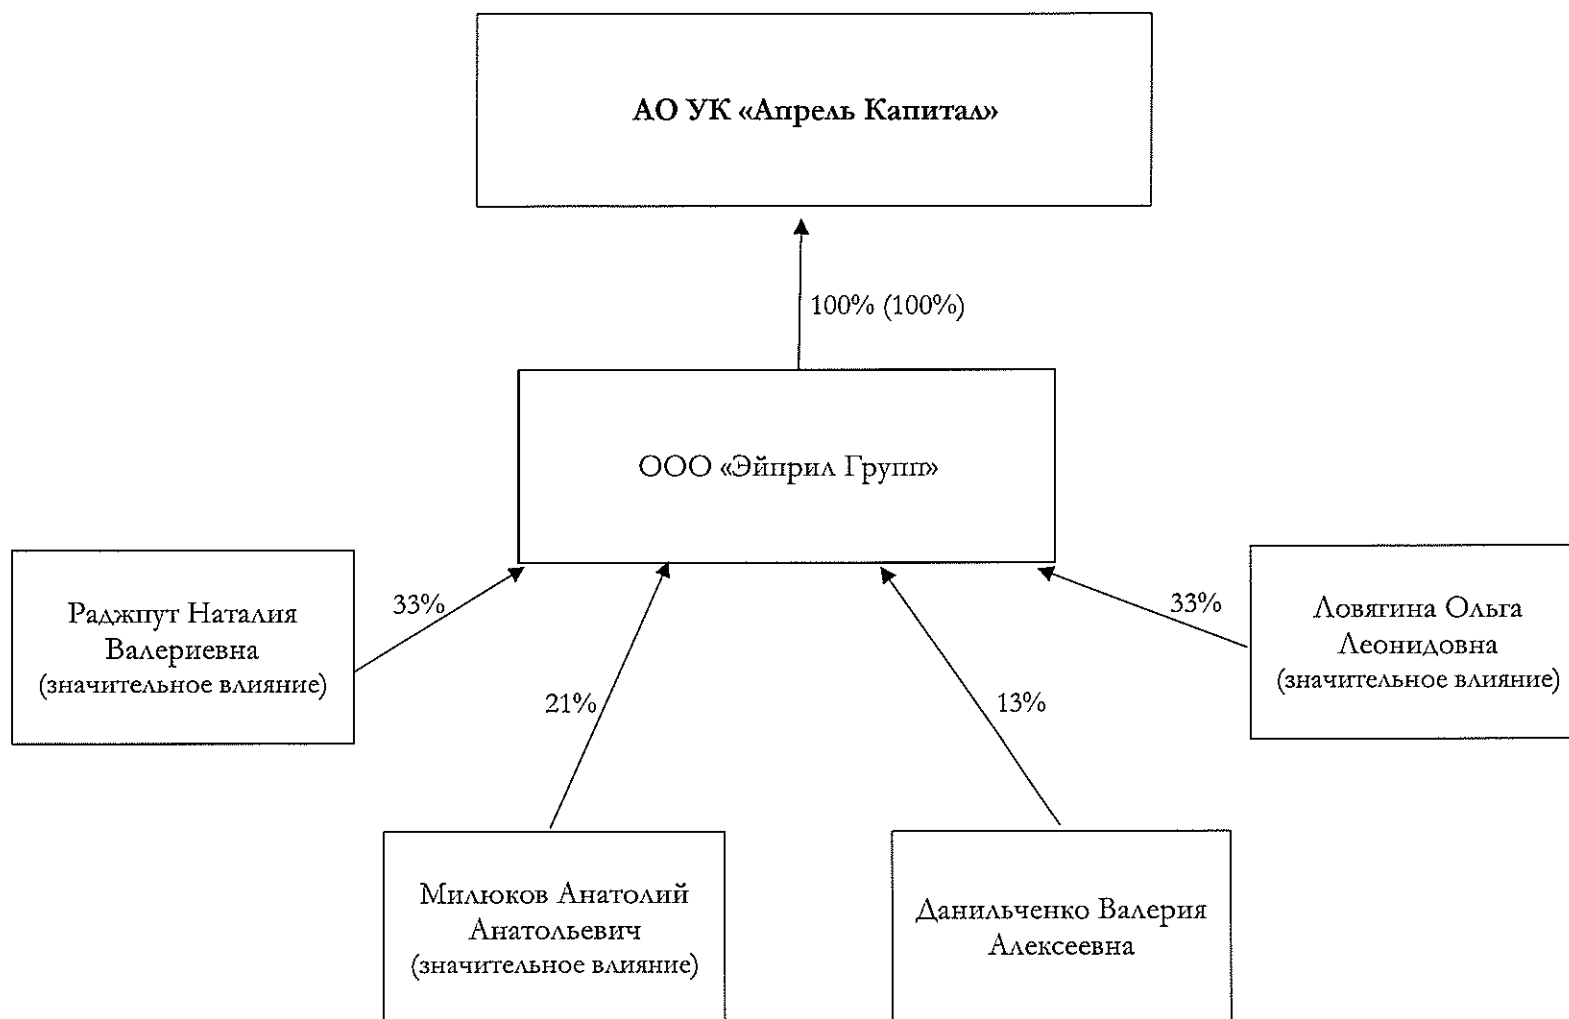 АО УК «Апрель Капитал»
100% (100%)
ООО «Эйприл Групп»
Раджпут Наталия
Валериевна
(значительное влияние)
33%
21%
13%
33%
Ловягина Ольга
Леонидовна
(значительное влияние)
Милюков Анатолий
Анатольевич
(значительное влияние)
Данильченко Валерия
Алексеевна